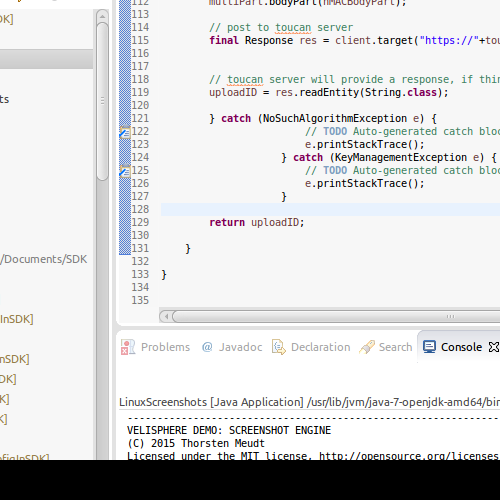 DK]
ts
/Documents/SDK
InSDK]
nSDK]
DK]
K]
K]
nfigInSDK]
112 multiPart.bodyPart(hMACBodyPart);
113
114 // post to toucan server
115 final Response res = client.target("https://"+tou
116
117
118 // toucan server will provide a response, if thin
119 uploadID = res.readEntity(String.class);
120
121 } catch (NoSuchAlgorithmException e) {
122 // TODO Auto-generated catch bloc
123 e.printStackTrace();
124 } catch (KeyManagementException e) {
125 // TODO Auto-generated catch bloc
126 e.printStackTrace();
127 }
128
129 return uploadID;
130
131 }
132
133 }
134
135
Problems @ Javadoc Declaration Search Console
LinuxScreenshots [Java Application] /usr/lib/jvm/java-7-openjdk-amd64/bin
------------------------------------------------------------
VELISPHERE DEMO: SCREENSHOT ENGINE
(C) 2015 Thorsten Meudt
Licensed under the MIT license, http://opensource.org/licenses